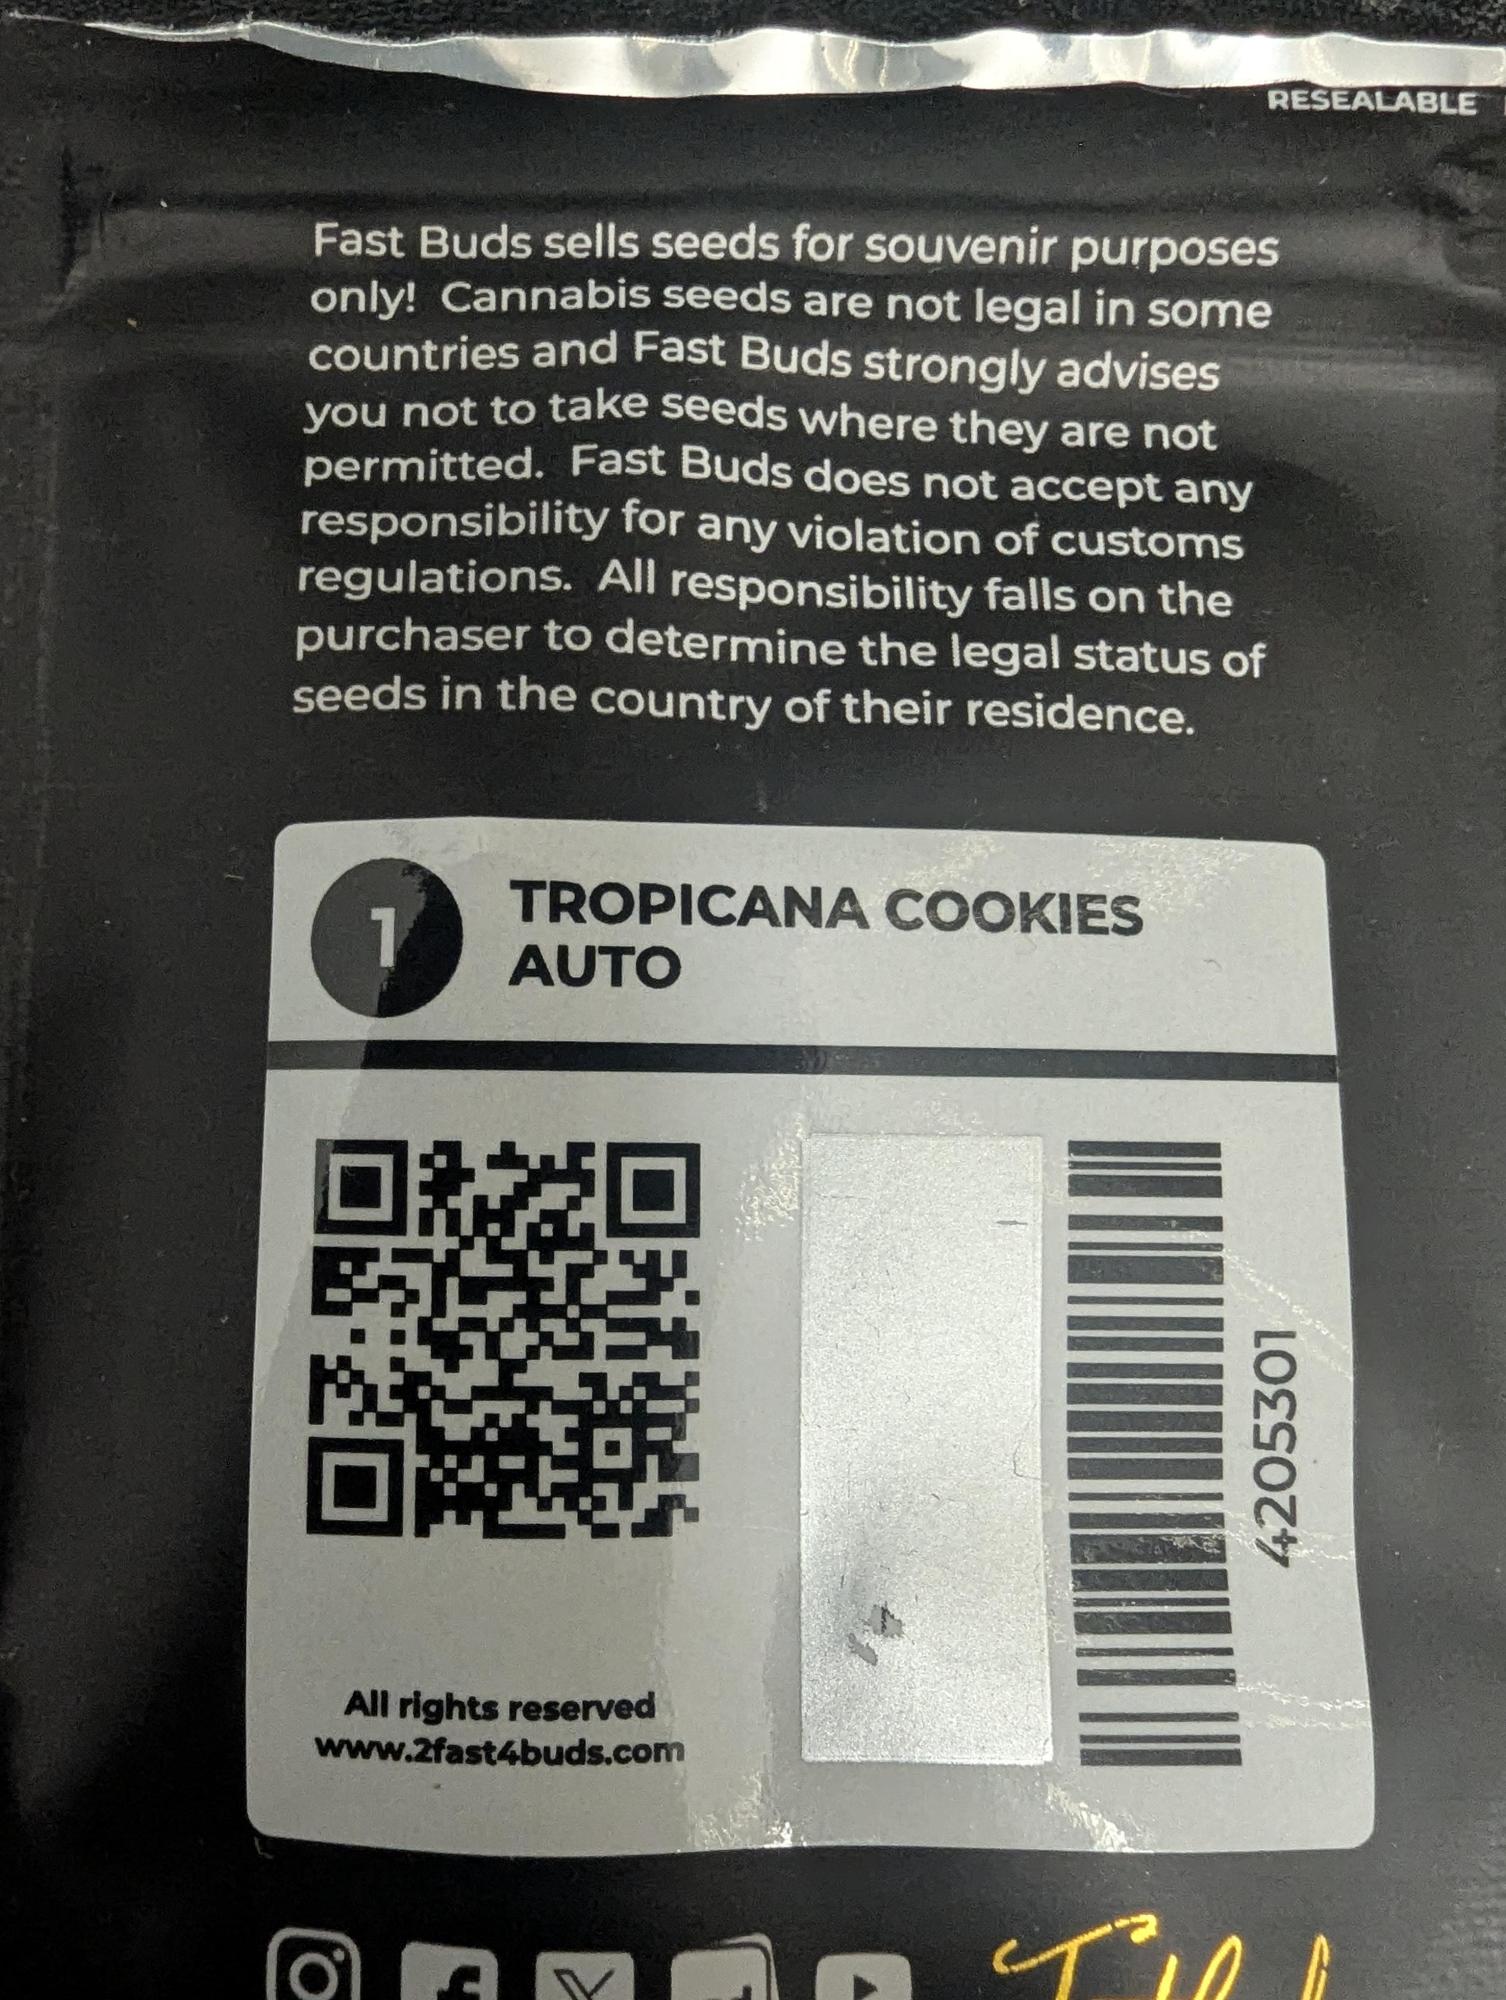 RESEALABLE
Fast Buds sells seeds for souvenir purposes
only! Cannabis seeds are not legal in some
countries and Fast Buds strongly advises
you not to take seeds where they are not
permitted. Fast Buds does not accept any
responsibility for any violation of customs
regulations. All responsibility falls on the
purchaser to determine the legal status of
seeds in the country of their residence.
1
TROPICANA COOKIES
AUTO
4205301
All rights reserved
www.2fast4buds.com